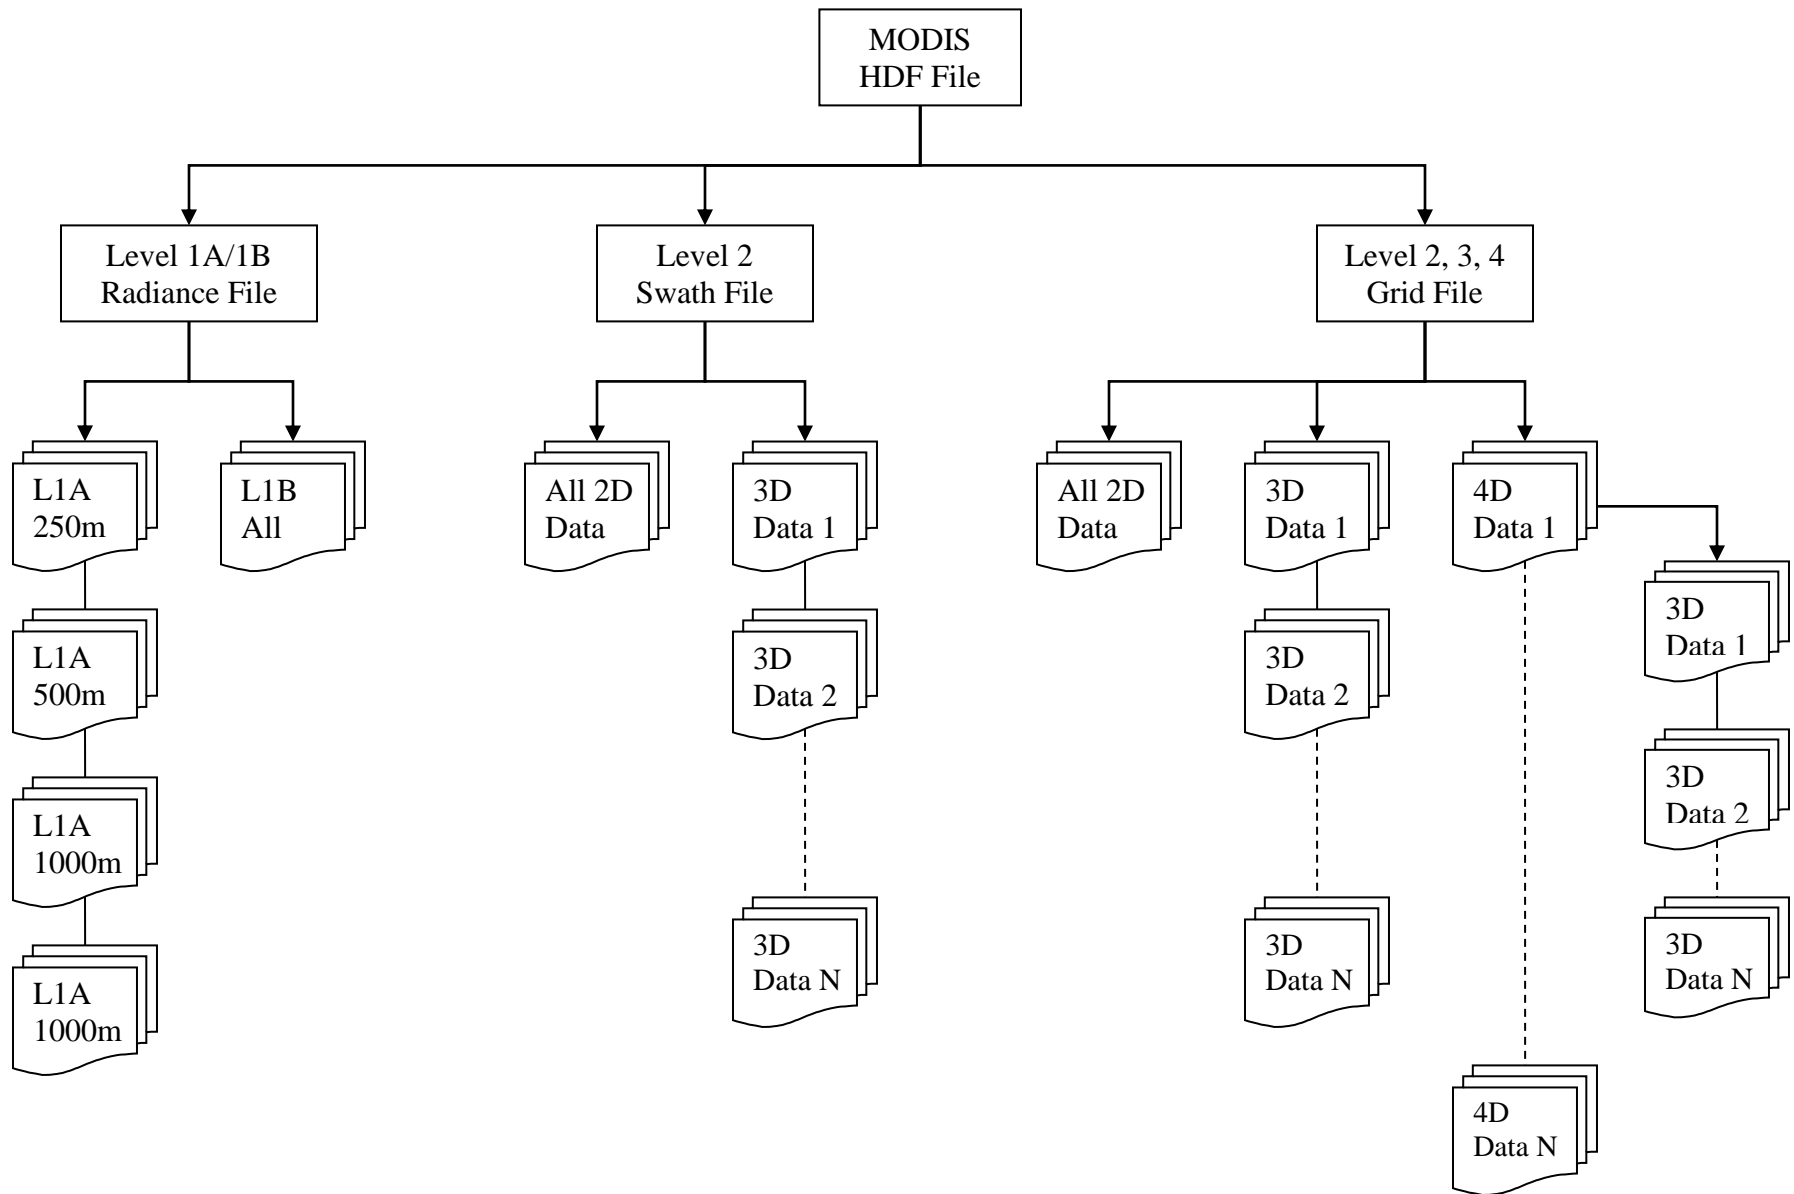 MODIS
HDF File
Level 1A/1B
Radiance File
Level 2
Swath File
Level 2, 3, 4
Grid File
L1A
250m
L1B
All
All 2D
Data
3D
Data 1
All 2D
Data
3D
Data 1
4D
Data 1
3D
Data 1
L1A
500m
3D
Data 2
3D
Data 2
3D
Data 2
L1A
1000m
L1A
1000m
3D
Data N
3D
Data N
3D
Data N
4D
Data N